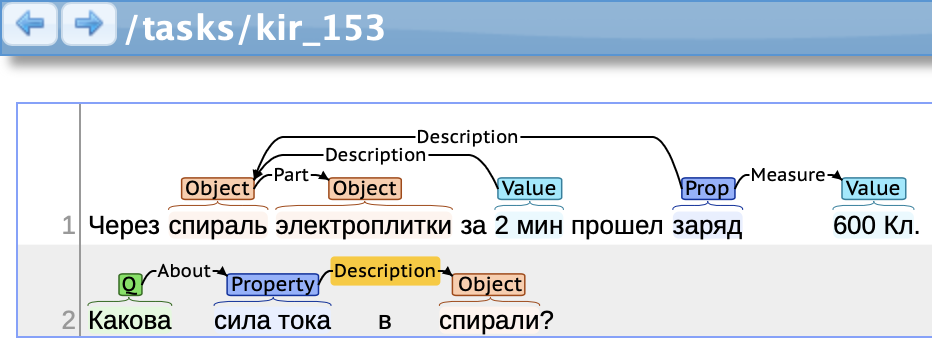 /tasks/kir_153
Description
Description
Object Part Object Value Prop Measure Value
1 Через спираль электроплитки за 2 мин прошел заряд 600 Кл.
Q About Property Description Object
2 Какова сила тока в спирали?